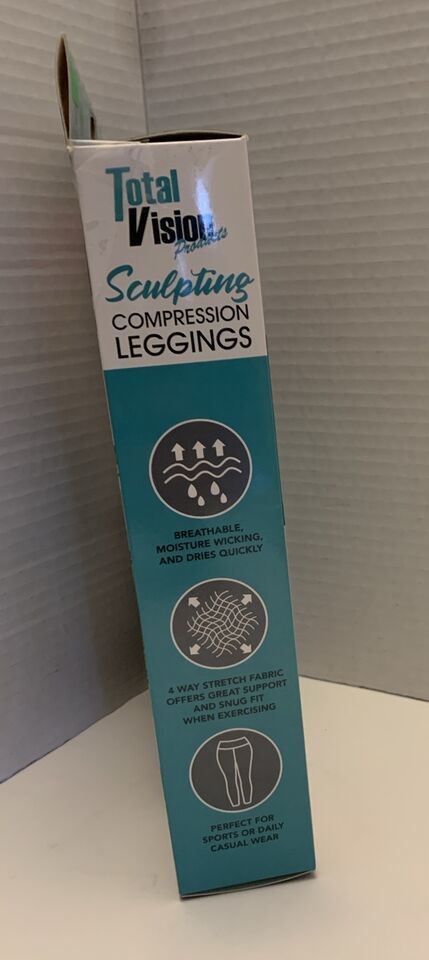 Total
Vision
Products
Sculpting
COMPRESSION
LEGGINGS
BREATHABLE,
MOISTURE WICKING,
AND DRIES QUICKLY
4 WAY STRETCH FABRIC
OFFERS GREAT SUPPORT
AND SNUG FIT
WHEN EXERCISING
PERFECT FOR
SPORTS OR DAILY
CASUAL WEAR